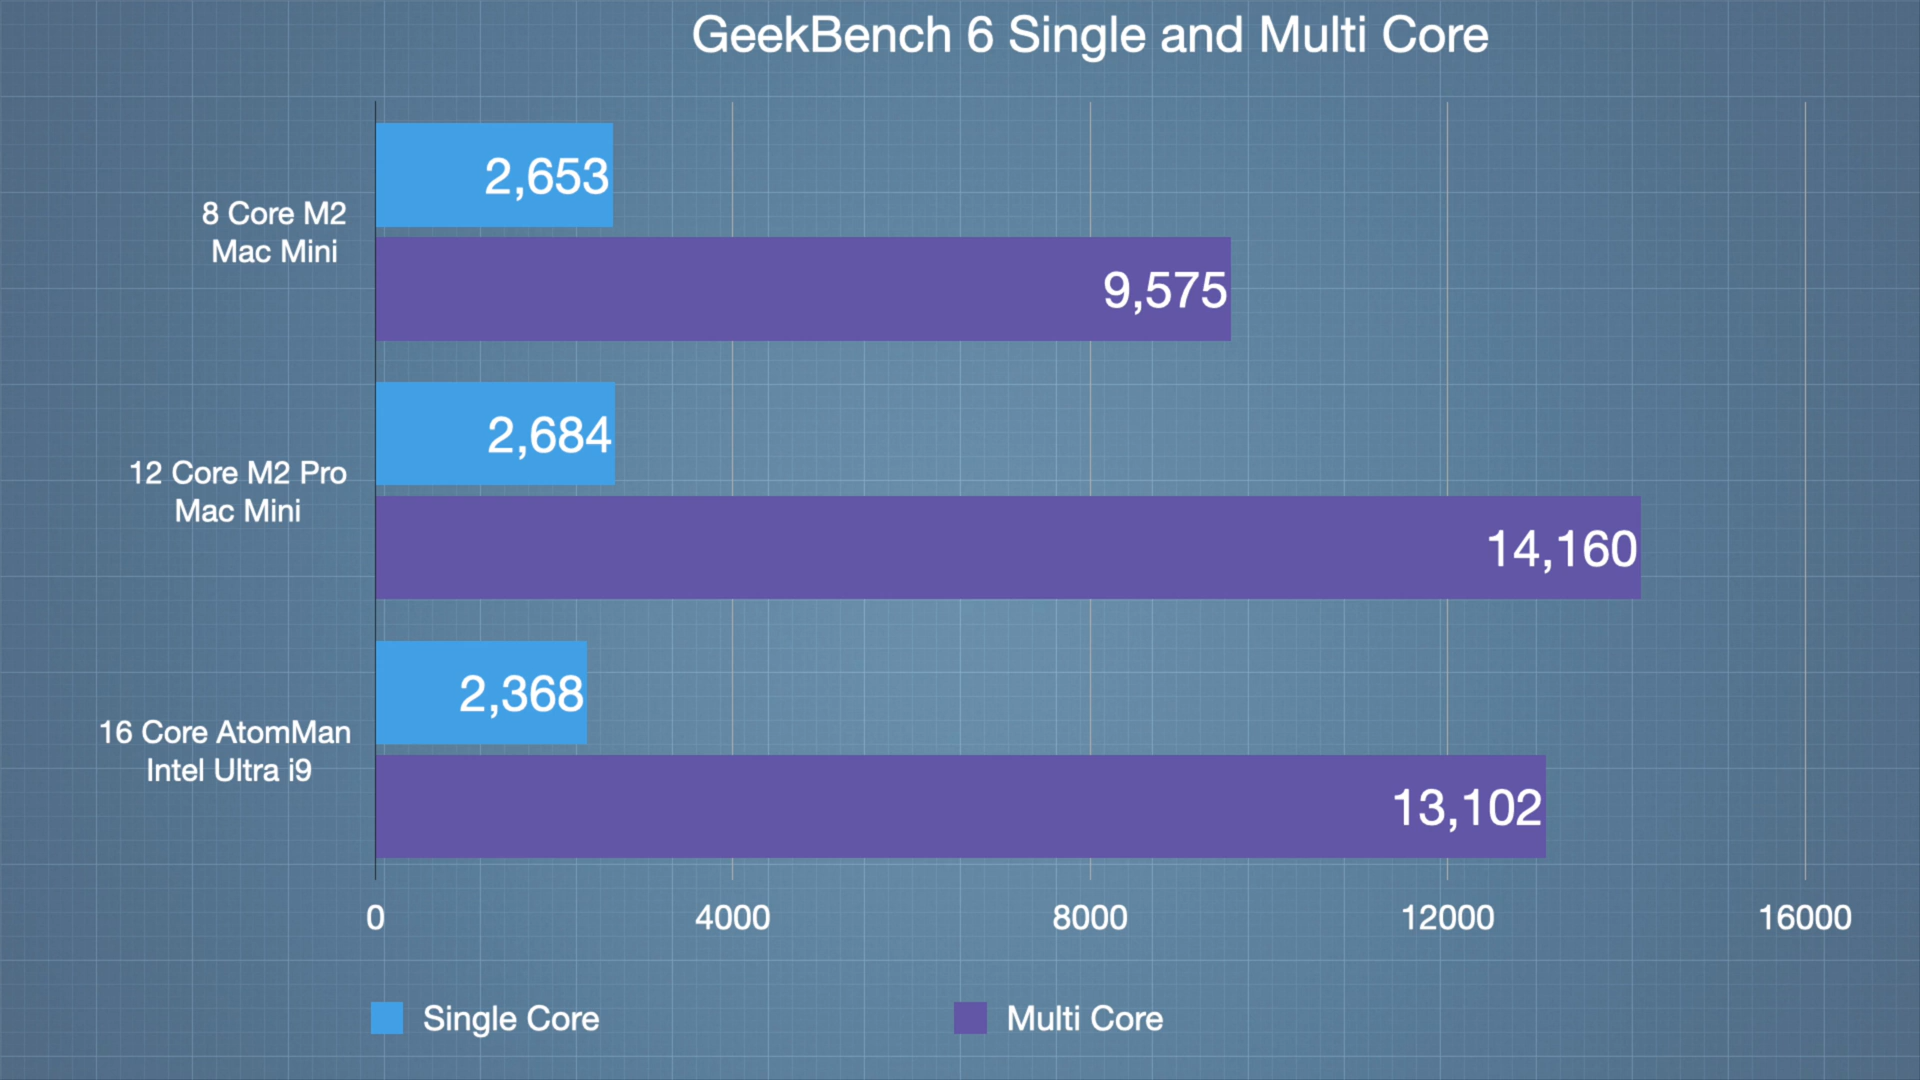 GeekBench 6 Single and Multi Core
8 Core M2
Mac Mini
2,653
9,575
12 Core M2 Pro
Mac Mini
2,684
14,160
16 Core AtomMan
Intel Ultra i9
2,368
13,102
0
4000
8000
12000
16000
Single Core
Multi Core